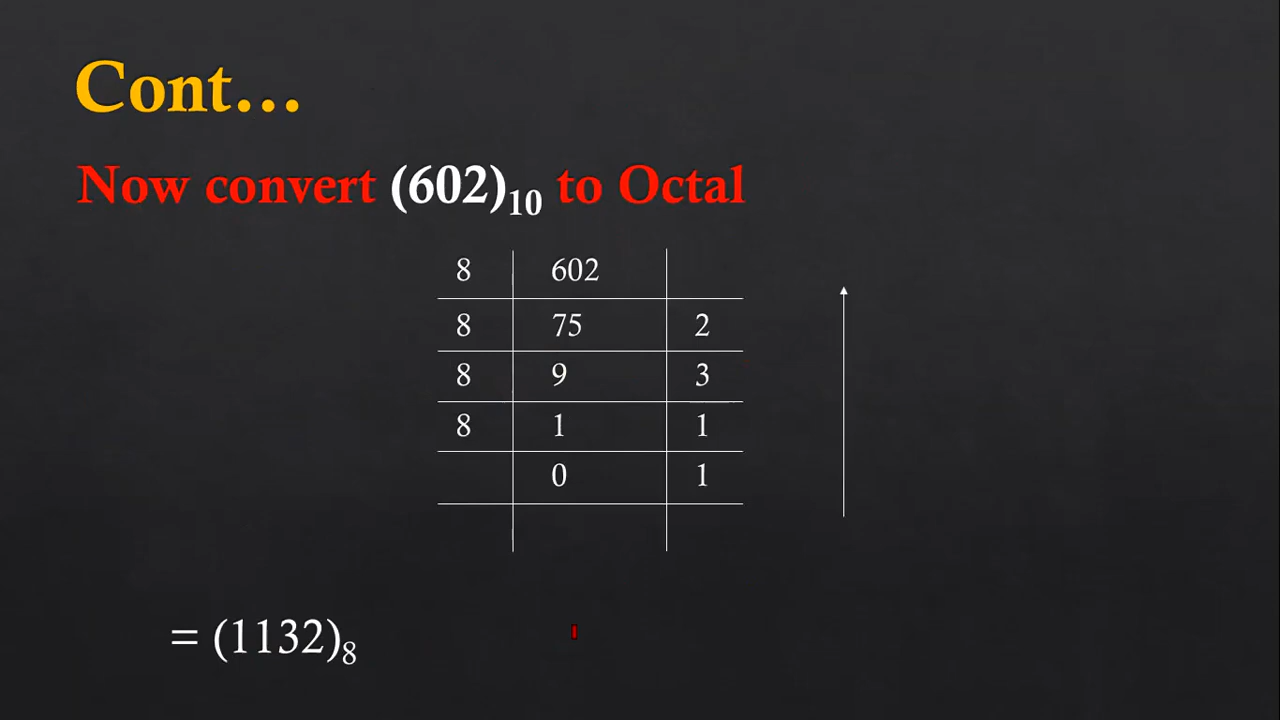 Cont...
Now convert (602)10 to Octal
8 602
8 75 2
8 9 3
8 1 1
0 1
= (1132)8